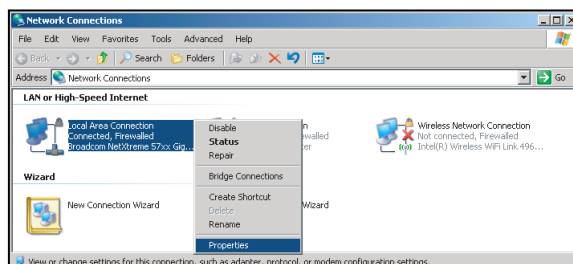 Network Connections
File Edit View Favorites Tools Advanced Help
Back Search Folders
Address Network Connections Go
LAN or High-Speed Internet
Local Area Connection
Connected, Firewalled
Broadcom NetXtreme 57xx Gig...
Wireless Network Connection
Not connected, Firewalled
Intel(R) Wireless WiFi Link 496...
Disable
Status
Repair
Bridge Connections
Create Shortcut
Delete
Rename
Properties
Wizard
New Connection Wizard
Wizard
View or change settings for this connection, such as adapter, protocol, or modem configuration settings.